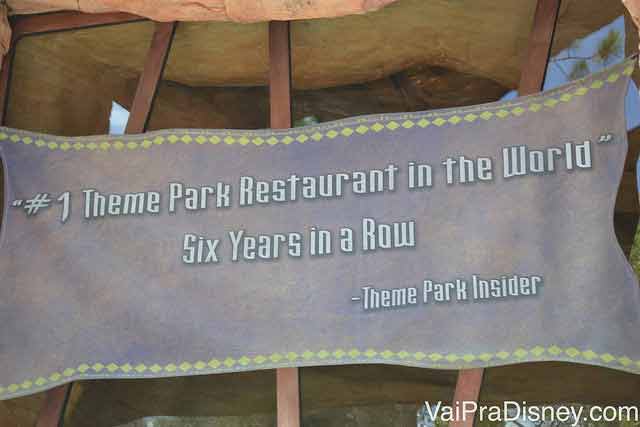 "#1 Theme Park Restaurant in the World"
Six Years in a Row
-Theme Park Insider
VaiPraDisney.com